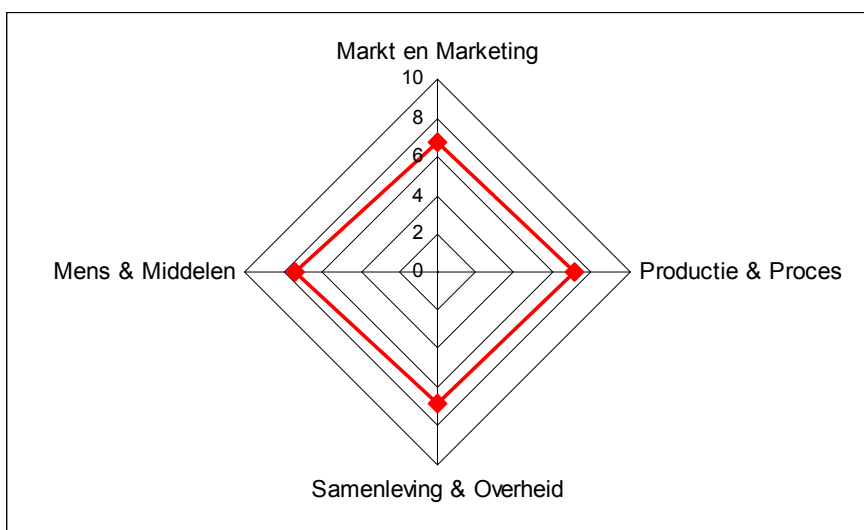 Markt en Marketing
10
8
6
4
2
0
Mens & Middelen
Productie & Proces
Samenleving & Overheid